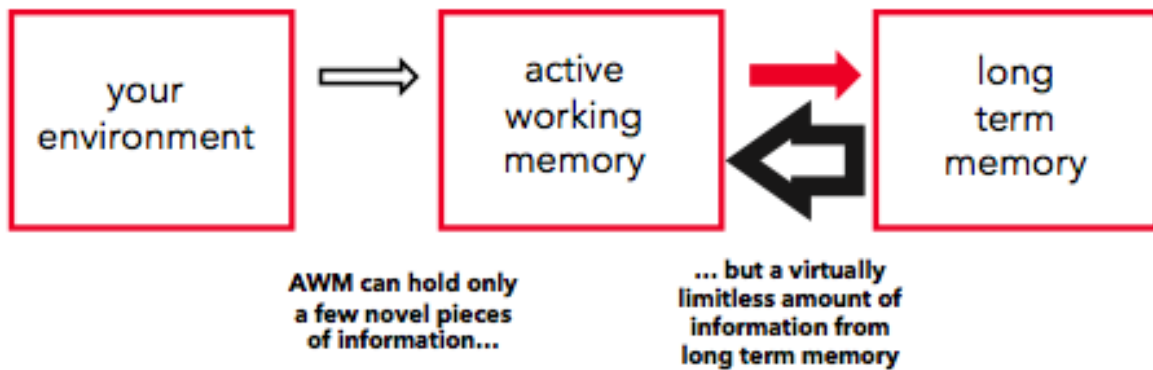 your
environment
active
working
memory
long
term
memory
AWM can hold only
a few novel pieces
of information...
... but a virtually
limitless amount of
information from
long term memory